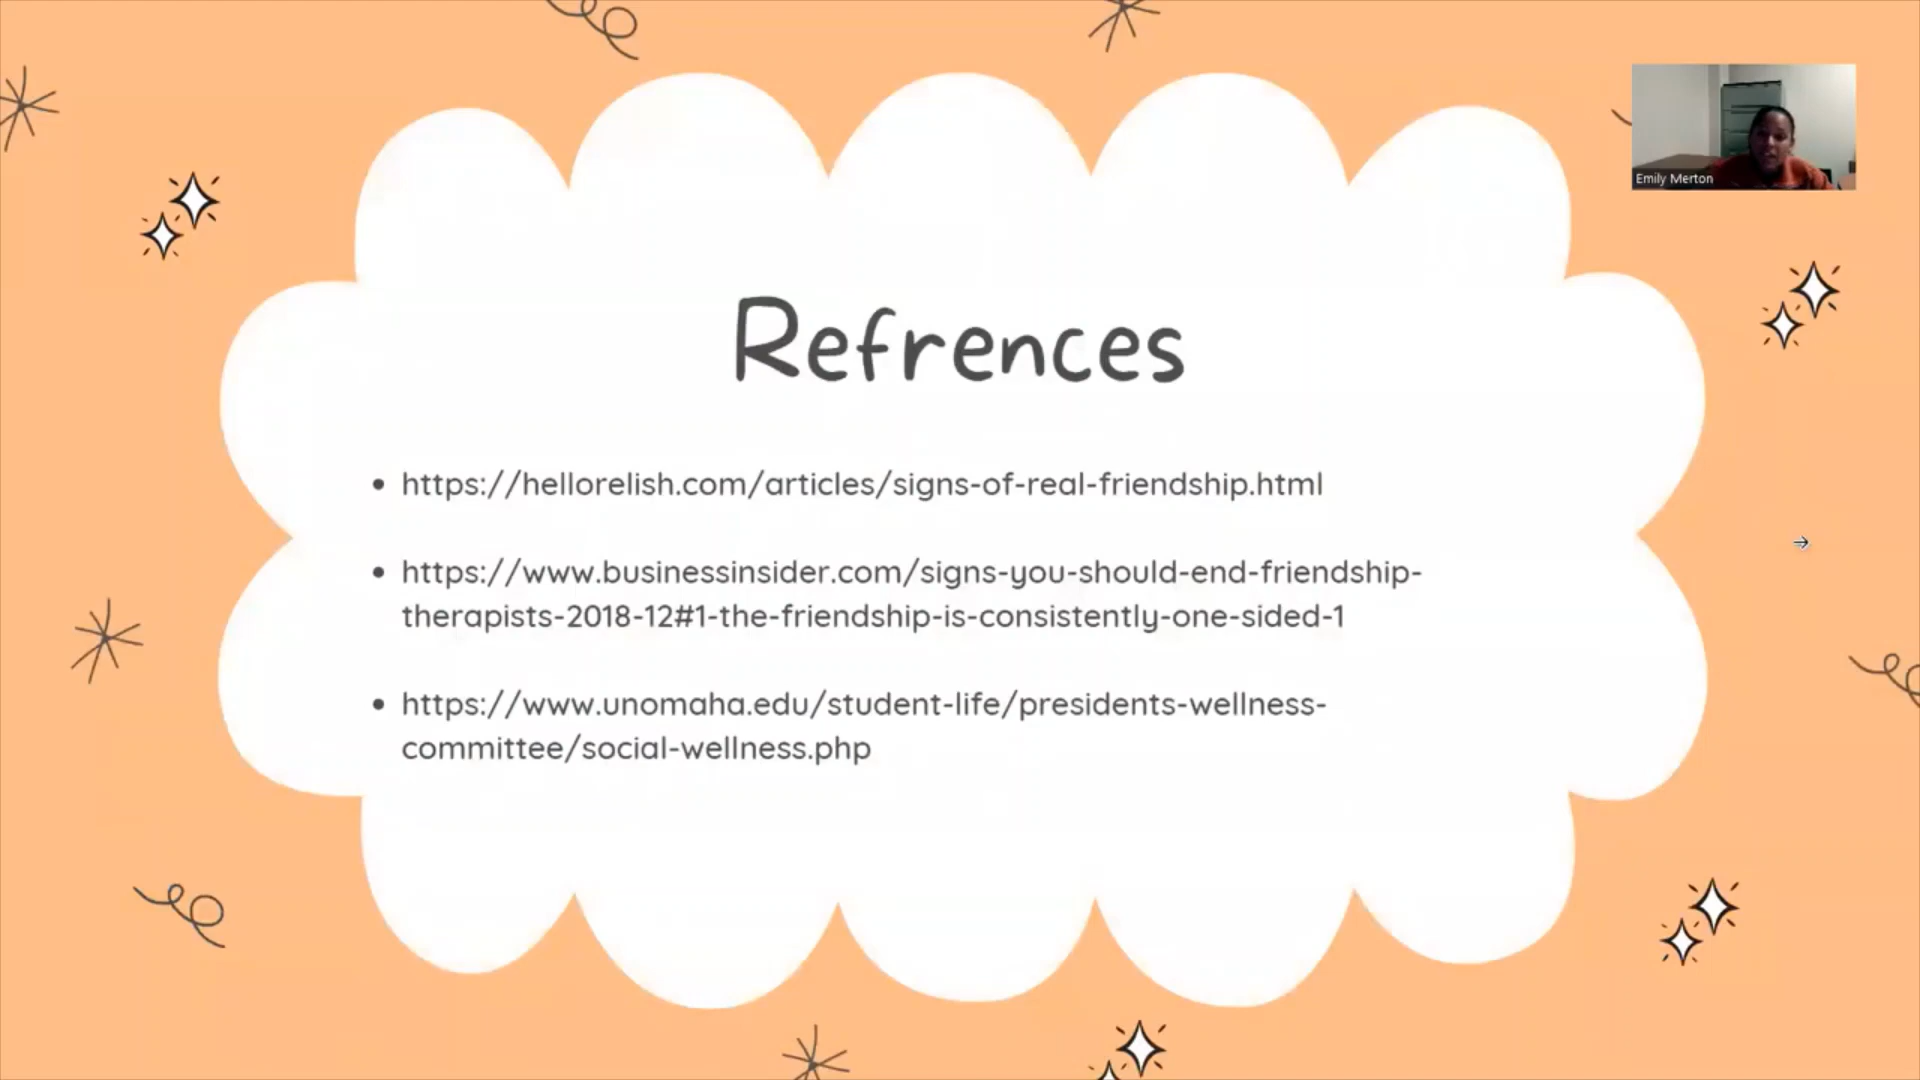 Emily Merton
Refrences
• https://hellorelish.com/articles/signs-of-real-friendship.html
• https://www.businessinsider.com/signs-you-should-end-friendship-
therapists-2018-12#1-the-friendship-is-consistently-one-sided-1
• https://www.unomaha.edu/student-life/presidents-wellness-
committee/social-wellness.php